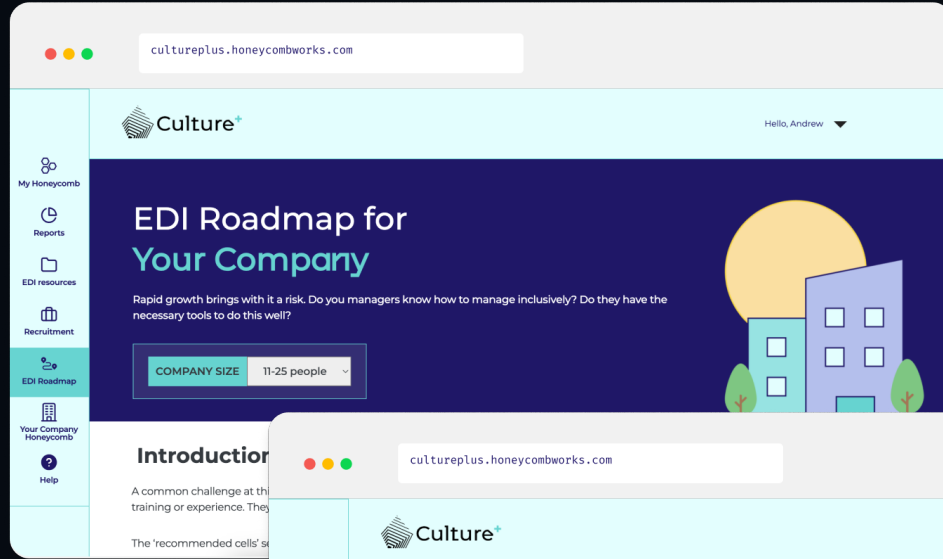 cultureplus.honeycombworks.com
Culture+
Hello, Andrew
My Honeycomb
Reports
EDI resources
Recruitment
EDI Roadmap
Your Company
Honeycomb
Help
EDI Roadmap for
Your Company
Rapid growth brings with it a risk. Do you managers know how to manage inclusively? Do they have the
necessary tools to do this well?
COMPANY SIZE 11-25 people
Introduction
A common challenge at thi
training or experience. They
The 'recommended cells' se
cultureplus.honeycombworks.com
Culture+